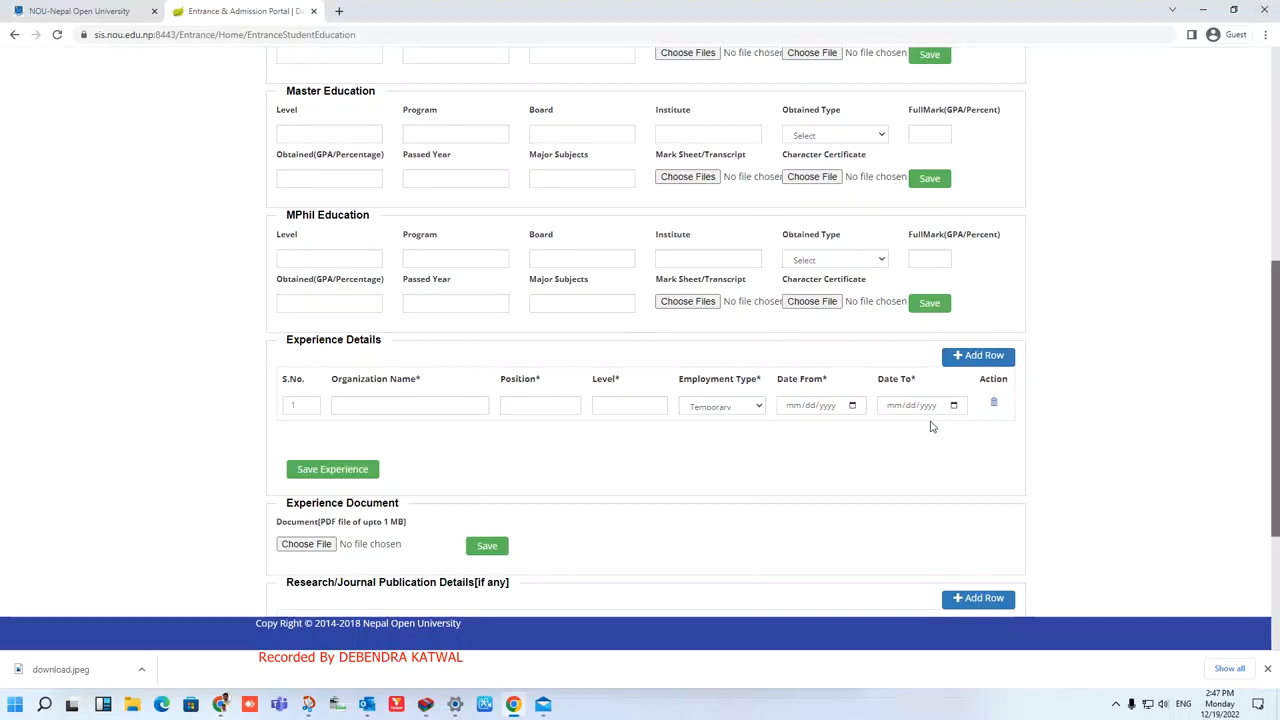 NOU-Nepal Open University
Entrance & Admission Portal | D
sis.nou.edu.np:8443/Entrance/Home/EntranceStudentEducation
Guest
Choose Files No file chosen Choose File No file chosen Save
Master Education
Level Program Board Institute Obtained Type FullMark(GPA/Percent)
Select
Obtained(GPA/Percentage) Passed Year Major Subjects Mark Sheet/Transcript Character Certificate
Choose Files No file chosen Choose File No file chosen Save
MPhil Education
Level Program Board Institute Obtained Type FullMark(GPA/Percent)
Select
Obtained(GPA/Percentage) Passed Year Major Subjects Mark Sheet/Transcript Character Certificate
Choose Files No file chosen Choose File No file chosen Save
Experience Details
+ Add Row
S.No. Organization Name* Position* Level* Employment Type* Date From* Date To* Action
1 Temporary mm/dd/yyyy mm/dd/yyyy
Save Experience
Experience Document
Document[PDF file of upto 1 MB]
Choose File No file chosen Save
Research/Journal Publication Details[if any]
+ Add Row
Copy Right © 2014-2018 Nepal Open University
Recorded By DEBENDRA KATWAL
download.jpeg
Show all
ENG
2:47 PM
Monday
12/19/2022